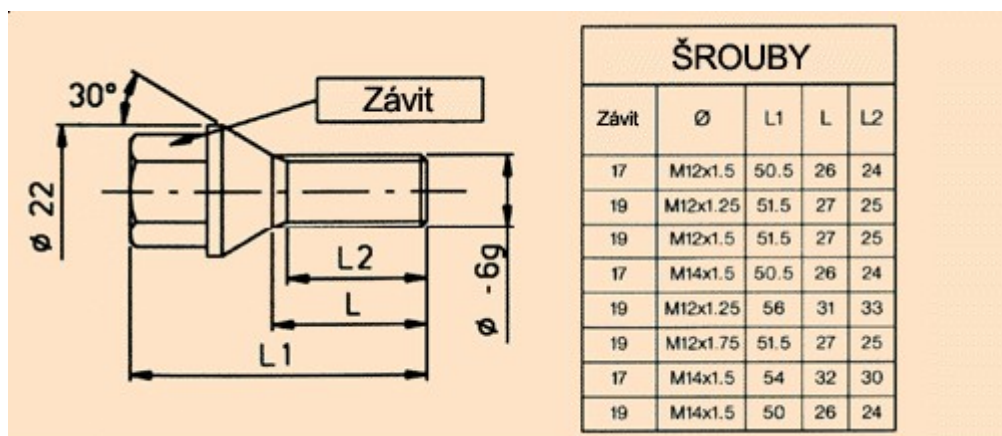 30°
Závit
ø 22
L2
L
L1
ø -6g
ŠROUBY
Závit Ø L1 L L2
17 M12x1.5 50.5 26 24
19 M12x1.25 51.5 27 25
19 M12x1.5 51.5 27 25
17 M14x1.5 50.5 26 24
19 M12x1.25 56 31 33
19 M12x1.75 51.5 27 25
17 M14x1.5 54 32 30
19 M14x1.5 50 26 24